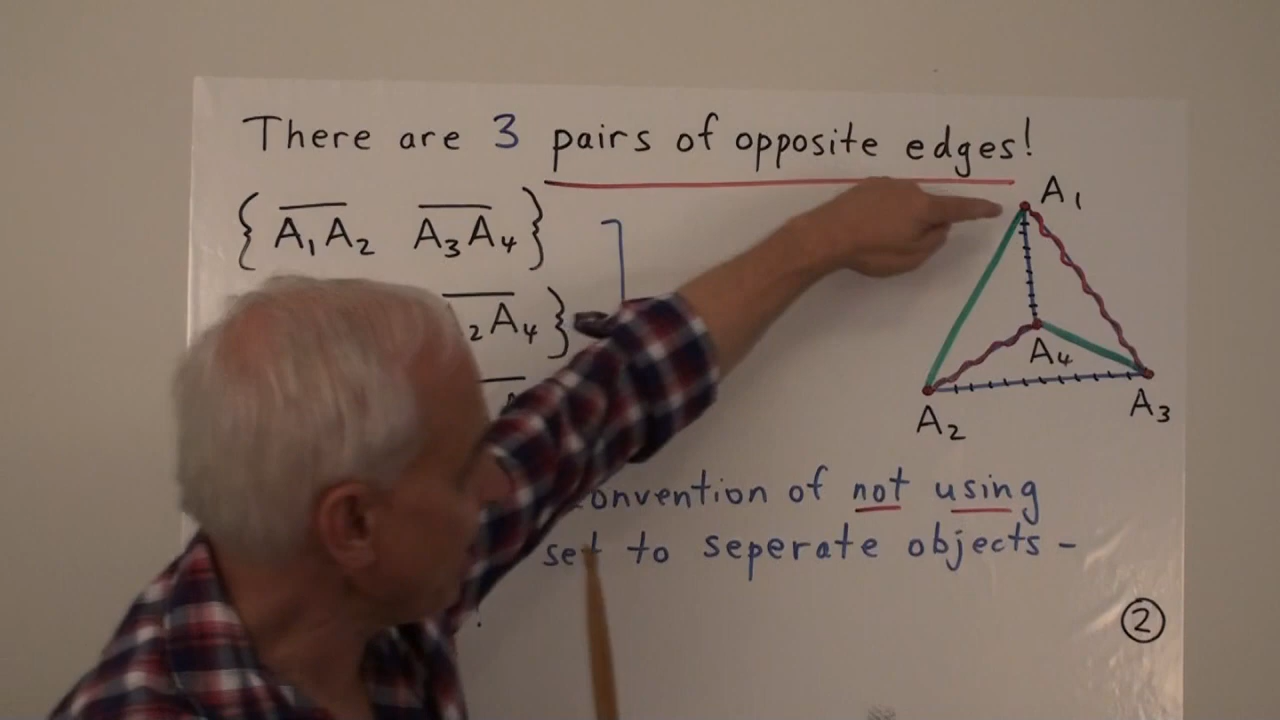 There are 3 pairs of opposite edges!
{ A₁A₂ A₃A₄ }
A₁
₂A₄ }
A₄
A₂
A₃
onvention of not using
set to seperate objects -
2